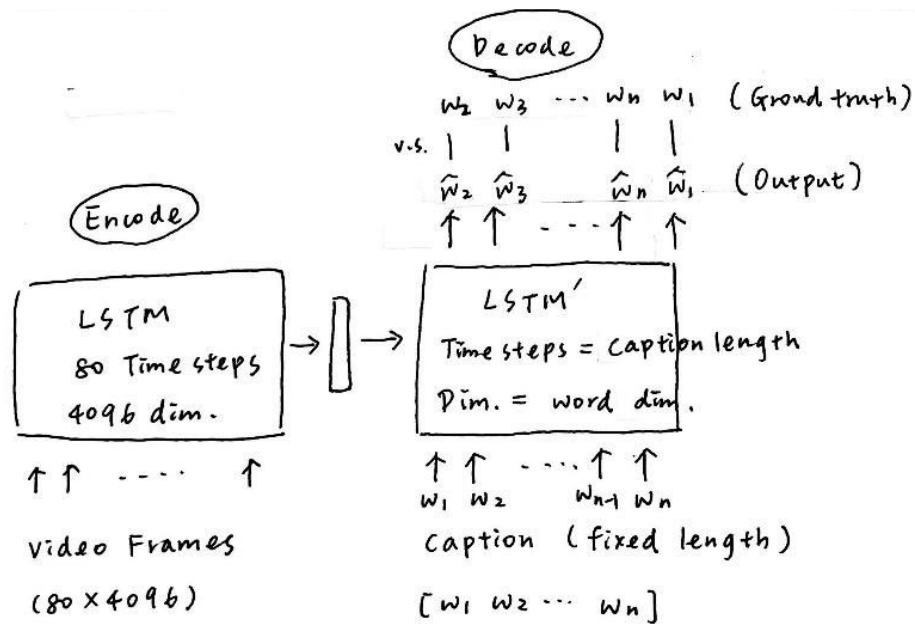 Decode
w2 w3 ... wn w1 (Grond truth)
v.s. | | | |
ŵ2 ŵ3 ŵn ŵ1 (Output)
Encode
↑ ↑ ---- ↑ ↑
LSTM
80 Time steps
4096 dim.
→ →
LSTM'
Time steps = Caption length
Dim. = word dim.
↑ ↑ ---- ↑
Video Frames
(80 × 4096)
↑ ↑ ---- ↑ ↑
w1 w2 wn-1 wn
Caption (fixed length)
[w1 w2 ... wn]